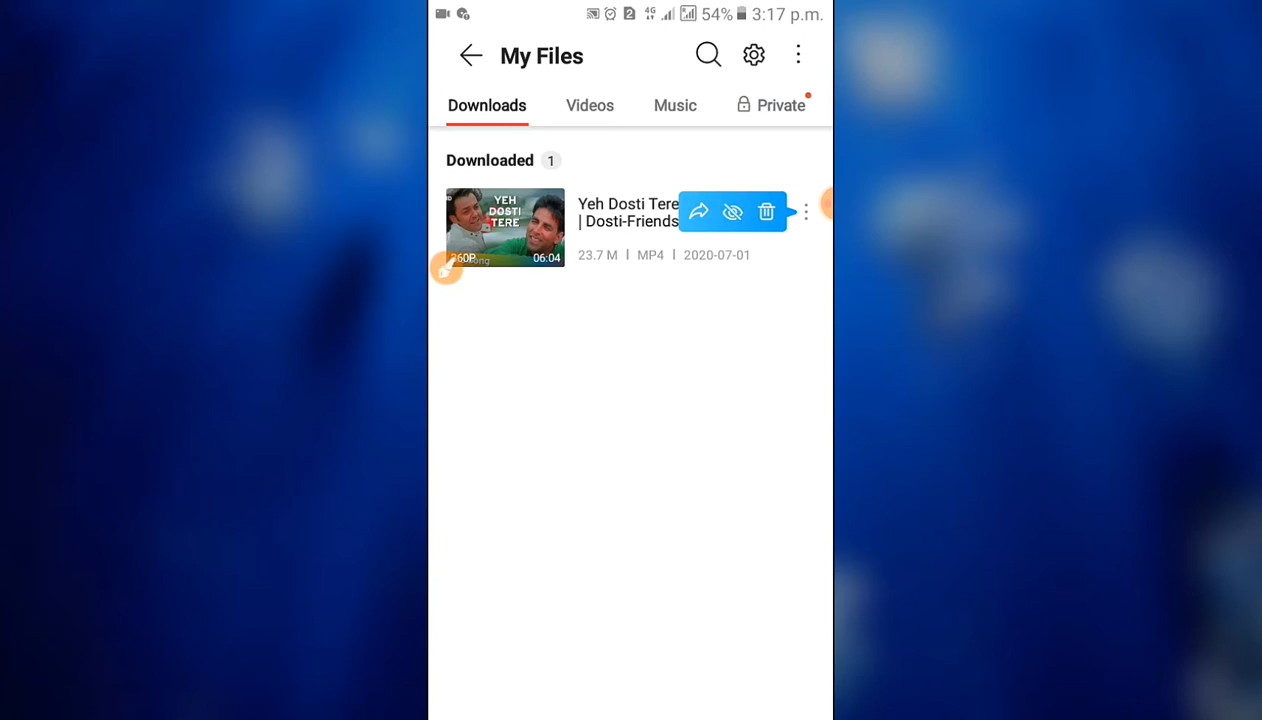 54% 3:17 p.m.
My Files
Downloads Videos Music Private
Downloaded 1
YEH
DOSTI
TERE
360P 06:04
Yeh Dosti Tere
| Dosti-Friends
23.7 M | MP4 | 2020-07-01